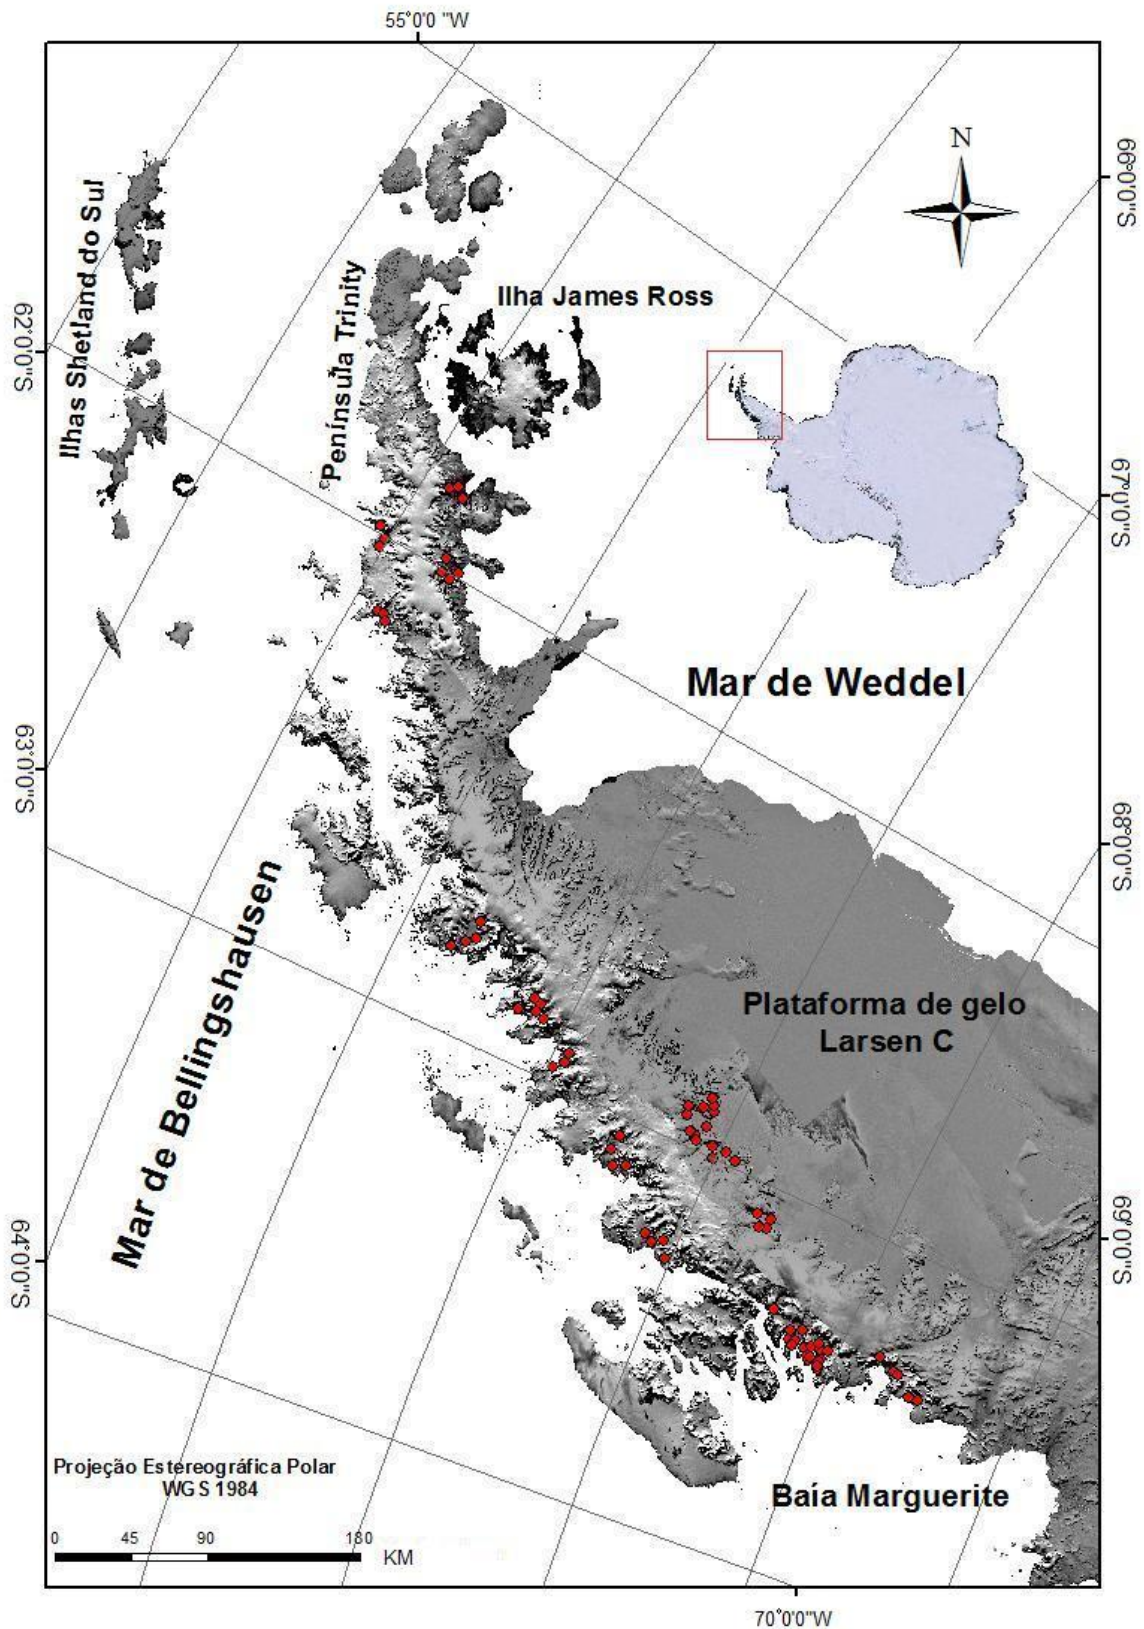 55°0'0 "W
N
66°0'0"S
Ilhas Shetland do Sul
Península Trinity
Ilha James Ross
62°0'0"S
67°0'0"S
Mar de Weddel
63°0'0"S
68°0'0"S
Mar de Bellingshausen
Plataforma de gelo
Larsen C
64°0'0"S
69°0'0"S
Projeção Estereográfica Polar
WGS 1984
Baía Marguerite
0 45 90 180
KM
70°0'0"W